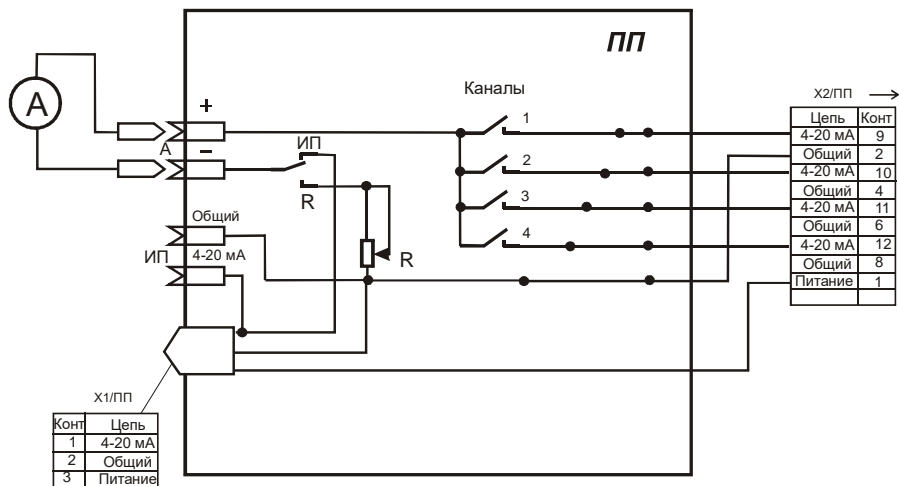 ПП
Каналы
A
+
А
–
ИП
R
Общий
ИП
4-20 мА
R
1
2
3
4
Х2/ПП
Цепь Конт
4-20 мА 9
Общий 2
4-20 мА 10
Общий 4
4-20 мА 11
Общий 6
4-20 мА 12
Общий 8
Питание 1
Х1/ПП
Конт Цепь
1 4-20 мА
2 Общий
3 Питание